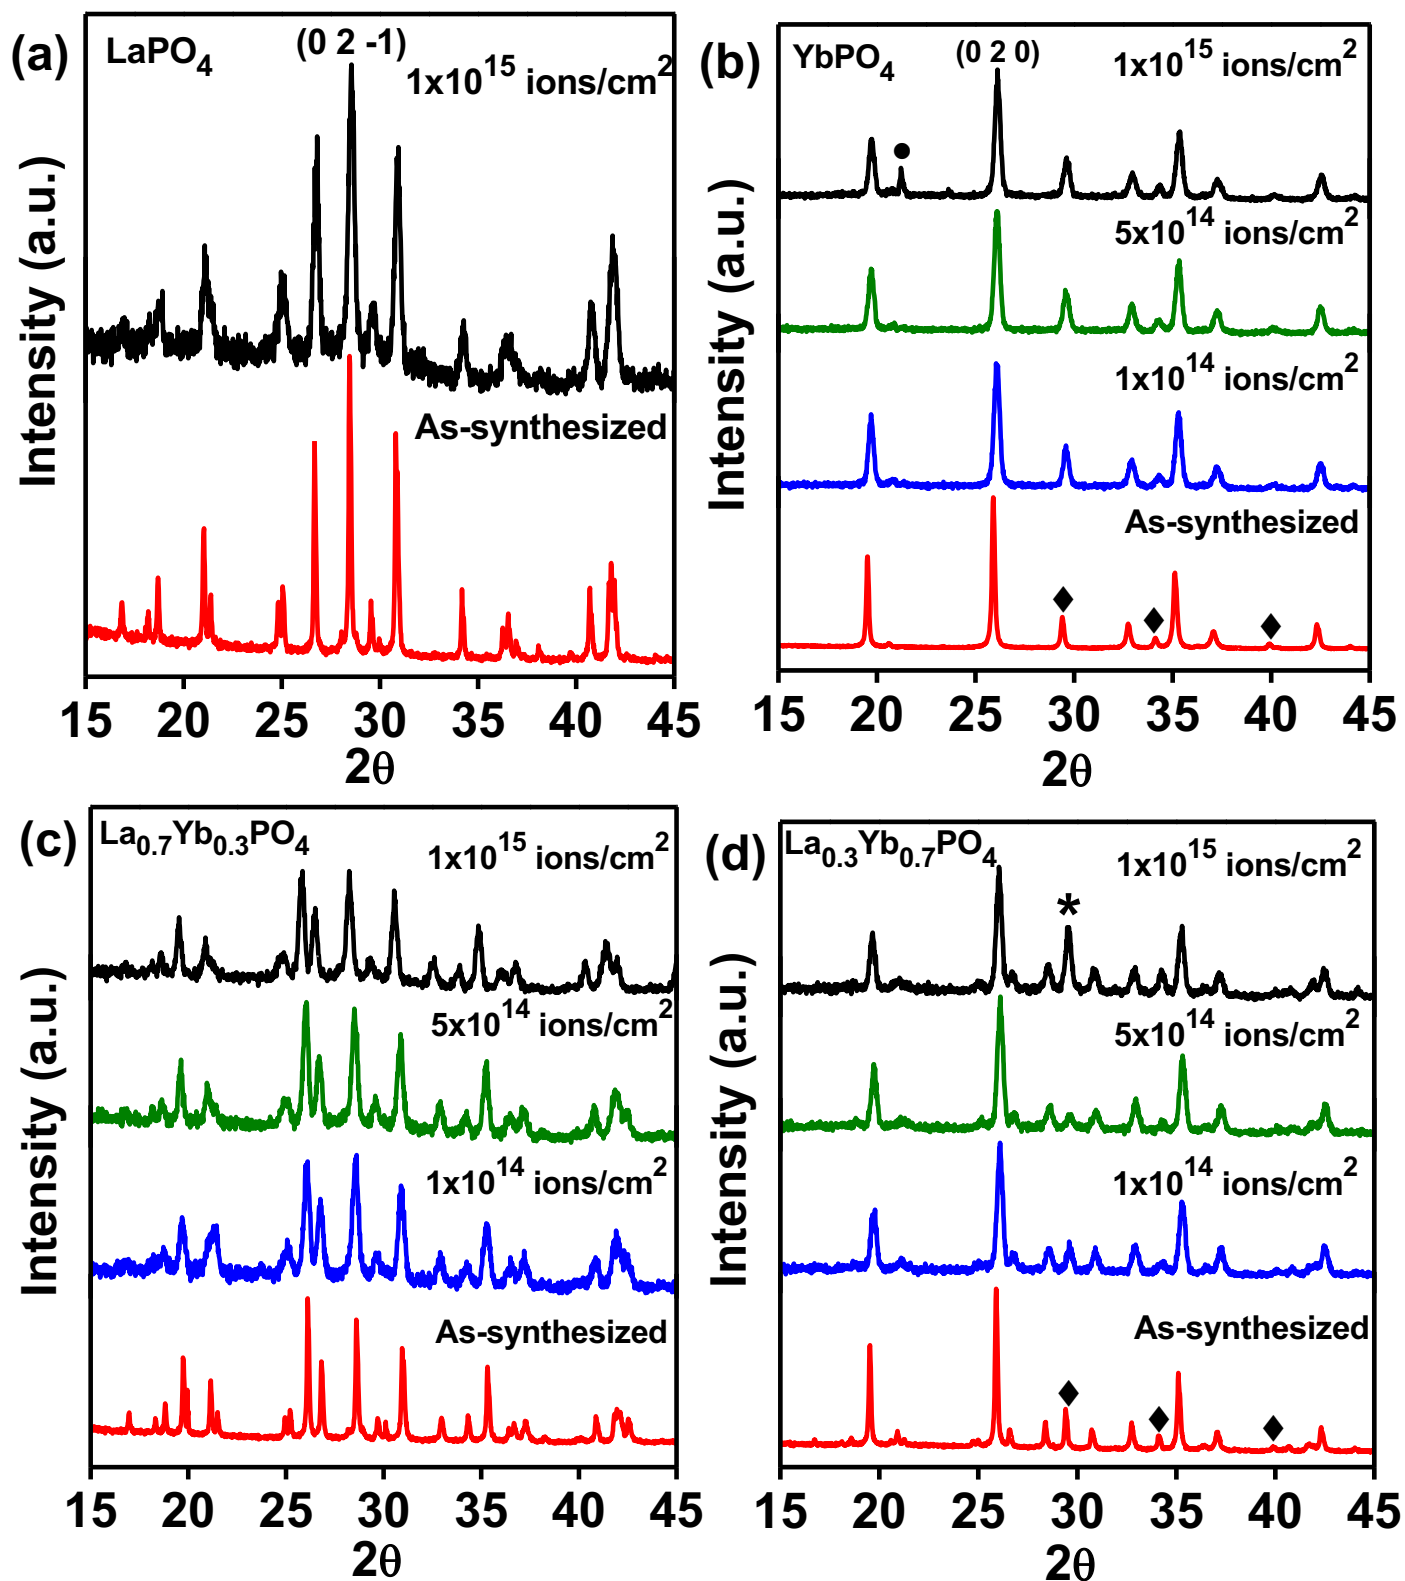 (a)
LaPO4
(0 2 -1)
1x10^15 ions/cm^2
As-synthesized
Intensity (a.u.)
15 20 25 30 35 40 45
2θ
(b)
YbPO4
(0 2 0)
1x10^15 ions/cm^2
5x10^14 ions/cm^2
1x10^14 ions/cm^2
As-synthesized
Intensity (a.u.)
15 20 25 30 35 40 45
2θ
(c)
La0.7Yb0.3PO4
1x10^15 ions/cm^2
5x10^14 ions/cm^2
1x10^14 ions/cm^2
As-synthesized
Intensity (a.u.)
15 20 25 30 35 40 45
2θ
(d)
La0.3Yb0.7PO4
1x10^15 ions/cm^2
*
5x10^14 ions/cm^2
1x10^14 ions/cm^2
As-synthesized
Intensity (a.u.)
15 20 25 30 35 40 45
2θ